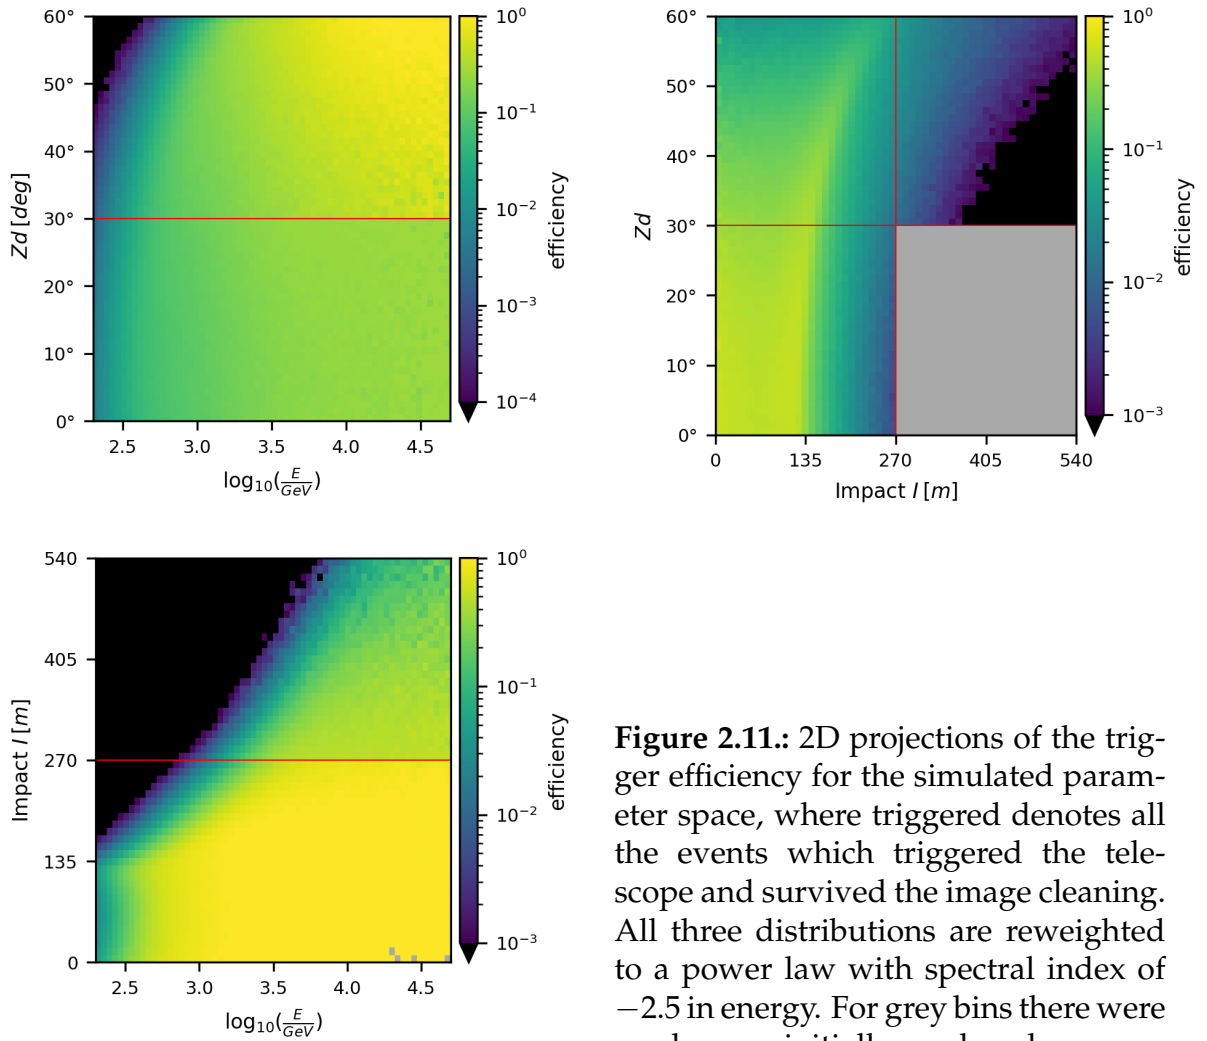 60°
50°
40°
30°
20°
10°
0°
Zd [deg]
2.5 3.0 3.5 4.0 4.5
log₁₀(E/GeV)
10⁰
10⁻¹
10⁻²
10⁻³
10⁻⁴
efficiency
60°
50°
40°
30°
20°
10°
0°
Zd
0 135 270 405 540
Impact I [m]
10⁰
10⁻¹
10⁻²
10⁻³
efficiency
540
405
270
135
0
Impact I [m]
2.5 3.0 3.5 4.0 4.5
log₁₀(E/GeV)
10⁰
10⁻¹
10⁻²
10⁻³
efficiency
Figure 2.11.: 2D projections of the trig-
ger efficiency for the simulated param-
eter space, where triggered denotes all
the events which triggered the tele-
scope and survived the image cleaning.
All three distributions are reweighted
to a power law with spectral index of
−2.5 in energy. For grey bins there were